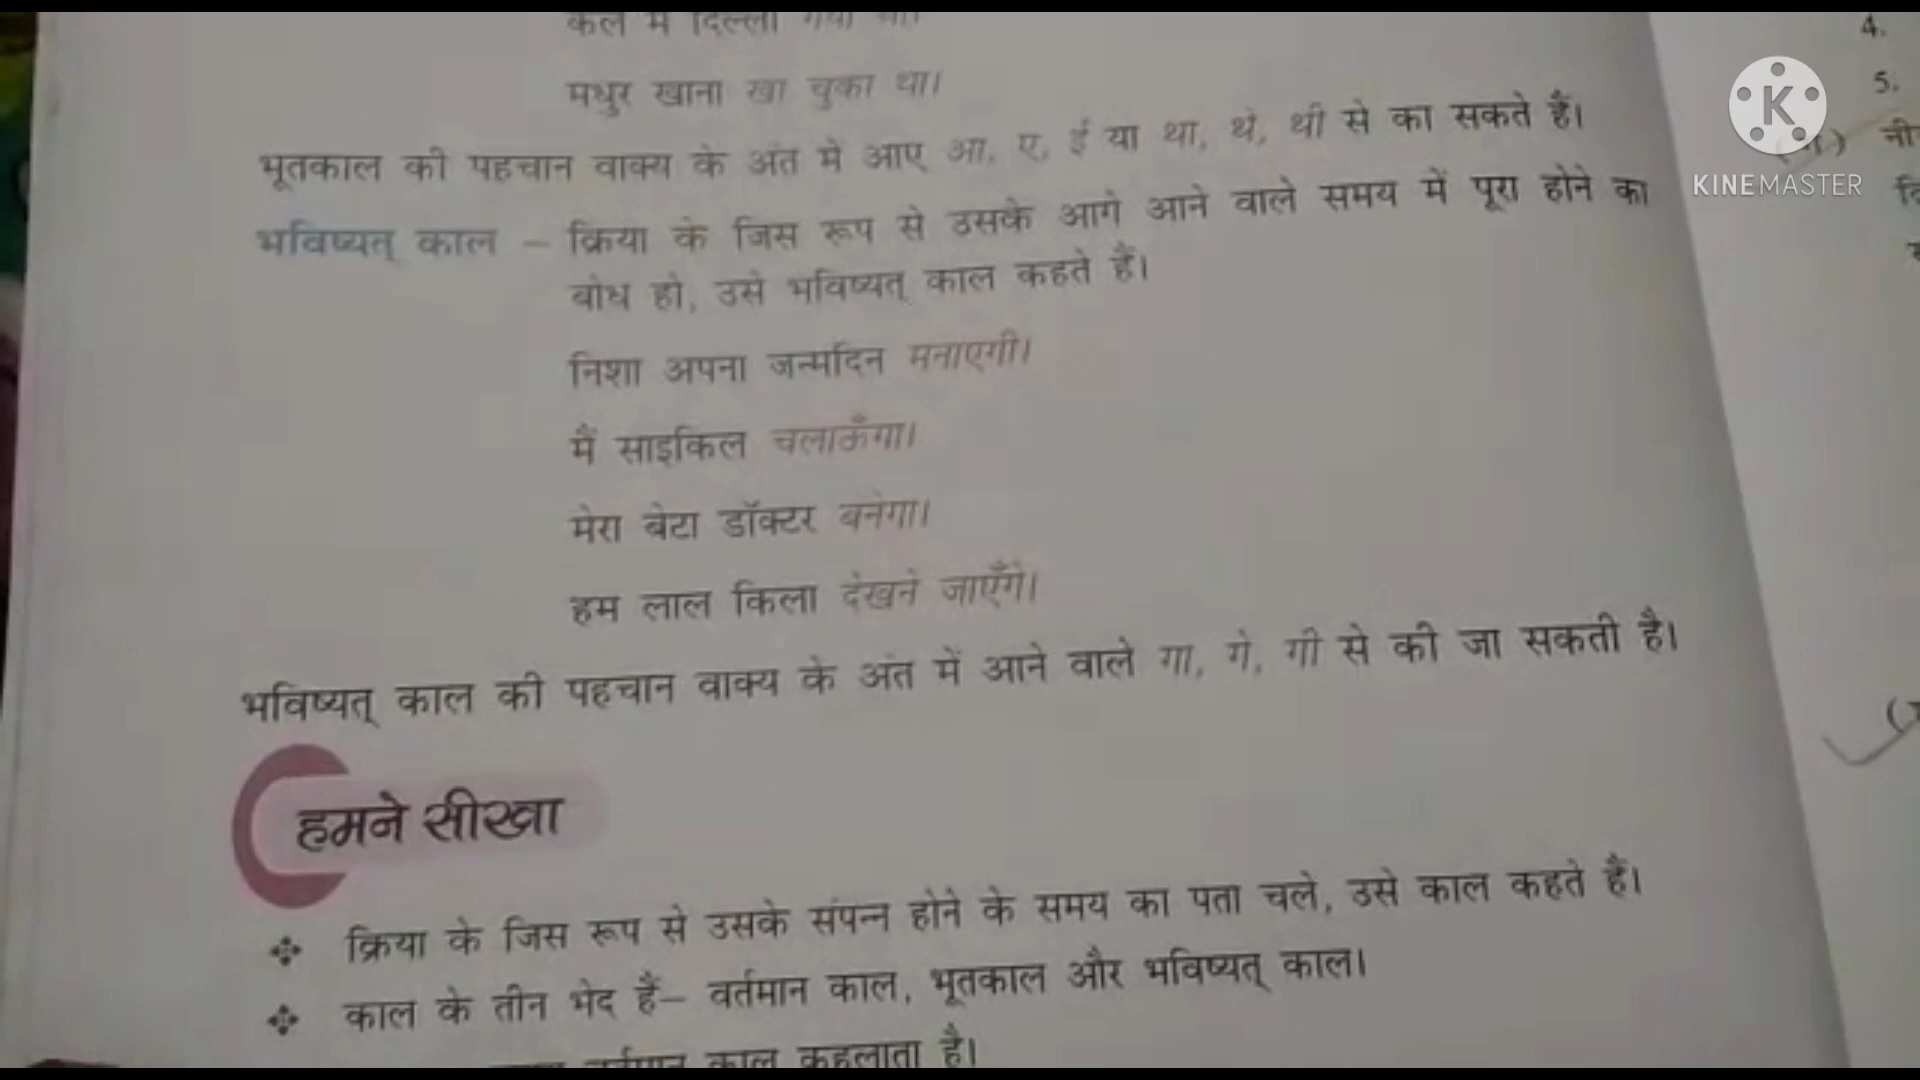 मधुर खाना खा चुका था।
भूतकाल की पहचान वाक्य के अंत में आए आ, ए, ई या था, थे, थी से का सकते हैं।
भविष्यत् काल – क्रिया के जिस रूप से उसके आगे आने वाले समय में पूरा होने का
बोध हो, उसे भविष्यत् काल कहते हैं।
निशा अपना जन्मदिन मनाएगी।
मैं साइकिल चलाऊँगा।
मेरा बेटा डॉक्टर बनेगा।
हम लाल किला देखने जाएँगे।
भविष्यत् काल की पहचान वाक्य के अंत में आने वाले गा, गे, गी से की जा सकती है।
हमने सीखा
क्रिया के जिस रूप से उसके संपन्न होने के समय का पता चले, उसे काल कहते हैं।
काल के तीन भेद हैं– वर्तमान काल, भूतकाल और भविष्यत् काल।
काल कहलाता है।
4.
5.
K
KINEMASTER